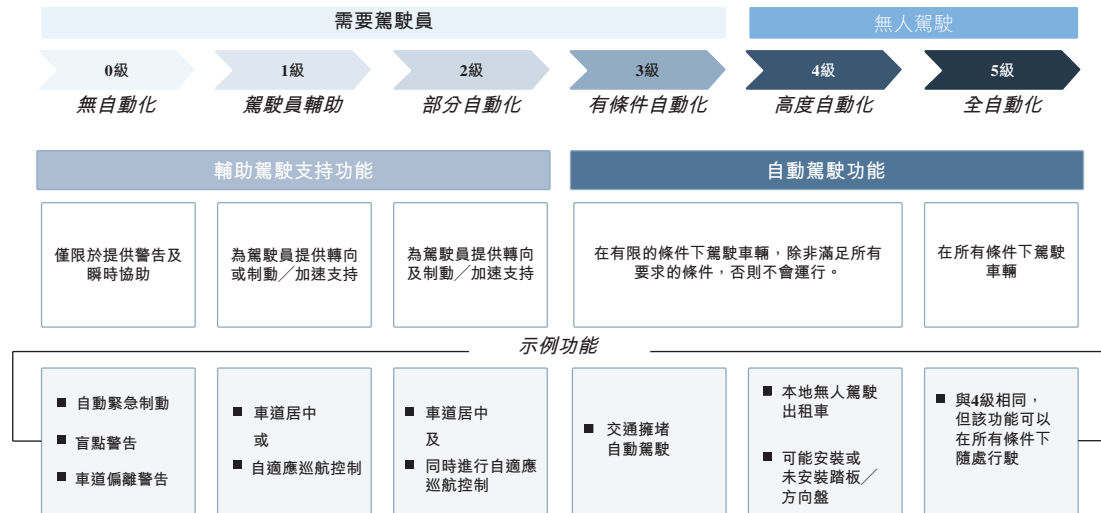 需要駕駛員
無人駕駛
0級
1級
2級
3級
4級
5級
無自動化
駕駛員輔助
部分自動化
有條件自動化
高度自動化
全自動化
輔助駕駛支持功能
自動駕駛功能
僅限於提供警告及
瞬時協助
為駕駛員提供轉向
或制動╱加速支持
為駕駛員提供轉向
及制動╱加速支持
在有限的條件下駕駛車輛，除非滿足所有
要求的條件，否則不會運行。
在所有條件下駕駛
車輛
示例功能
■ 自動緊急制動
■ 盲點警告
■ 車道偏離警告
■ 車道居中
或
■ 自適應巡航控制
■ 車道居中
及
■ 同時進行自適應
巡航控制
■ 交通擁堵
自動駕駛
■ 本地無人駕駛
出租車
■ 可能安裝或
未安裝踏板╱
方向盤
■ 與4級相同，
但該功能可以
在所有條件下
隨處行駛